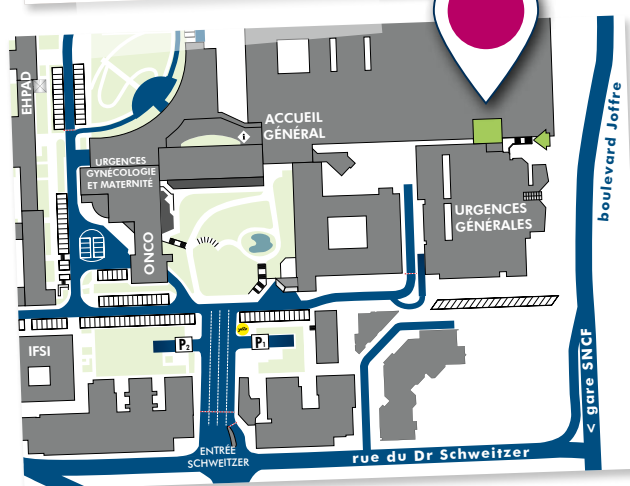 EHPAD
ACCUEIL
GÉNÉRAL
i
URGENCES
GYNÉCOLOGIE
ET MATERNITÉ
URGENCES
GÉNÉRALES
boulevard Joffre
ONCO
IFSI
P2
P1
< gare SNCF
ENTRÉE
SCHWEITZER
rue du Dr Schweitzer